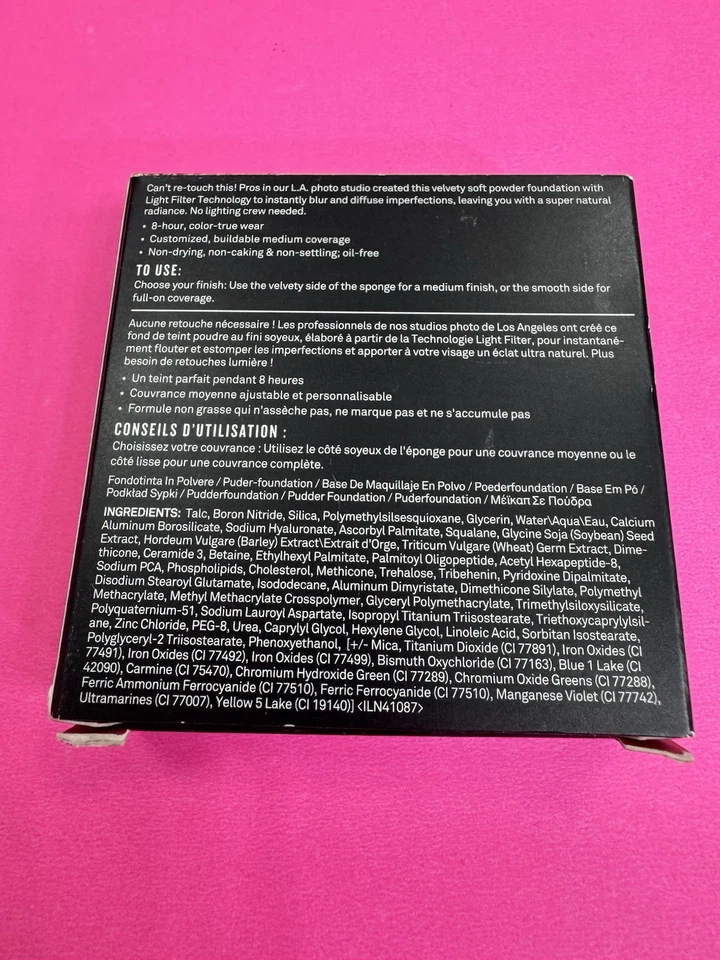 Can't re-touch this! Pros in our L.A. photo studio created this velvety soft powder foundation with
Light Filter Technology to instantly blur and diffuse imperfections, leaving you with a super natural
radiance. No lighting crew needed.
• 8-hour, color-true wear
• Customized, buildable medium coverage
• Non-drying, non-caking & non-settling; oil-free
TO USE:
Choose your finish: Use the velvety side of the sponge for a medium finish, or the smooth side for
full-on coverage.
Aucune retouche nécessaire ! Les professionnels de nos studios photo de Los Angeles ont créé ce
fond de teint poudre au fini soyeux, élaboré à partir de la Technologie Light Filter, pour instantané-
ment flouter et estomper les imperfections et apporter à votre visage un éclat ultra naturel. Plus
besoin de retouches lumière !
• Un teint parfait pendant 8 heures
• Couvrance moyenne ajustable et personnalisable
• Formule non grasse qui n'assèche pas, ne marque pas et ne s'accumule pas
CONSEILS D'UTILISATION :
Choisissez votre couvrance : Utilisez le côté soyeux de l'éponge pour une couvrance moyenne ou le
côté lisse pour une couvrance complète.
Fondotinta In Polvere / Puder-foundation / Base De Maquillaje En Polvo / Poederfoundation / Base Em Pó /
Podkład Sypki / Pudderfoundation / Pudder Foundation / Puderfoundation / Μέϊκαπ Σε Πούδρα
INGREDIENTS: Talc, Boron Nitride, Silica, Polymethylsilsesquioxane, Glycerin, Water\Aqua\Eau, Calcium
Aluminum Borosilicate, Sodium Hyaluronate, Ascorbyl Palmitate, Squalane, Glycine Soja (Soybean) Seed
Extract, Hordeum Vulgare (Barley) Extract\Extrait d'Orge, Triticum Vulgare (Wheat) Germ Extract, Dime-
thicone, Ceramide 3, Betaine, Ethylhexyl Palmitate, Palmitoyl Oligopeptide, Acetyl Hexapeptide-8,
Sodium PCA, Phospholipids, Cholesterol, Methicone, Trehalose, Tribehenin, Pyridoxine Dipalmitate,
Disodium Stearoyl Glutamate, Isododecane, Aluminum Dimyristate, Dimethicone Silylate, Polymethyl
Methacrylate, Methyl Methacrylate Crosspolymer, Glyceryl Polymethacrylate, Trimethylsiloxysilicate,
Polyquaternium-51, Sodium Lauroyl Aspartate, Isopropyl Titanium Triisostearate, Triethoxycaprylylsil-
ane, Zinc Chloride, PEG-8, Urea, Caprylyl Glycol, Hexylene Glycol, Linoleic Acid, Sorbitan Isostearate,
Polyglyceryl-2 Triisostearate, Phenoxyethanol, [+/- Mica, Titanium Dioxide (CI 77891), Iron Oxides (CI
77491), Iron Oxides (CI 77492), Iron Oxides (CI 77499), Bismuth Oxychloride (CI 77163), Blue 1 Lake (CI
42090), Carmine (CI 75470), Chromium Hydroxide Green (CI 77289), Chromium Oxide Greens (CI 77288),
Ferric Ammonium Ferrocyanide (CI 77510), Ferric Ferrocyanide (CI 77510), Manganese Violet (CI 77742),
Ultramarines (CI 77007), Yellow 5 Lake (CI 19140)] <ILN41087>